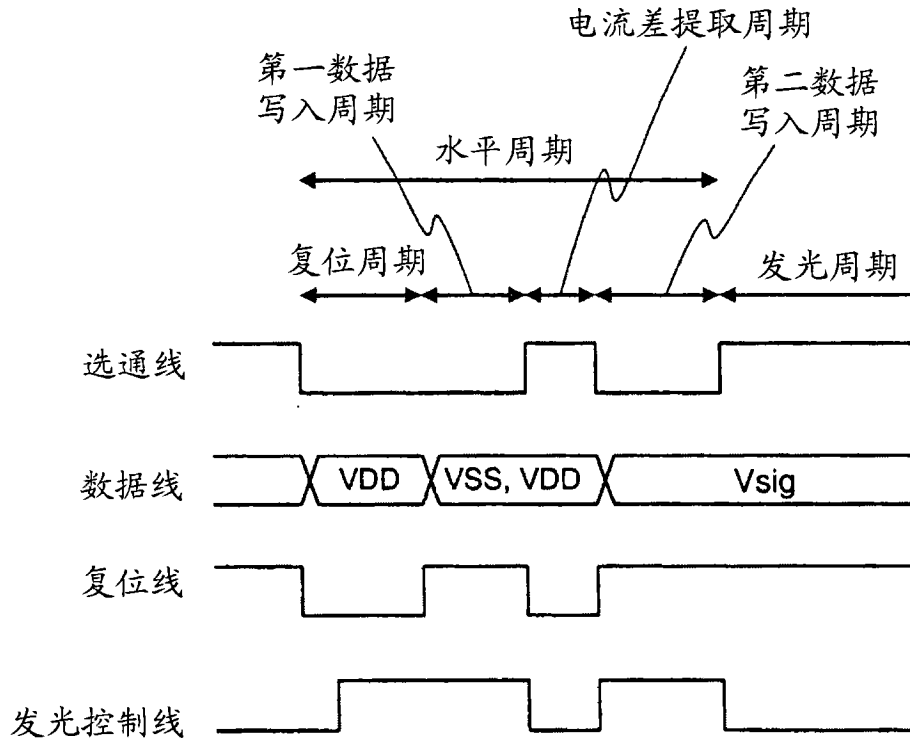 电流差提取周期
第一数据
写入周期
第二数据
写入周期
水平周期
复位周期
发光周期
选通线
数据线
VDD
VSS, VDD
Vsig
复位线
发光控制线